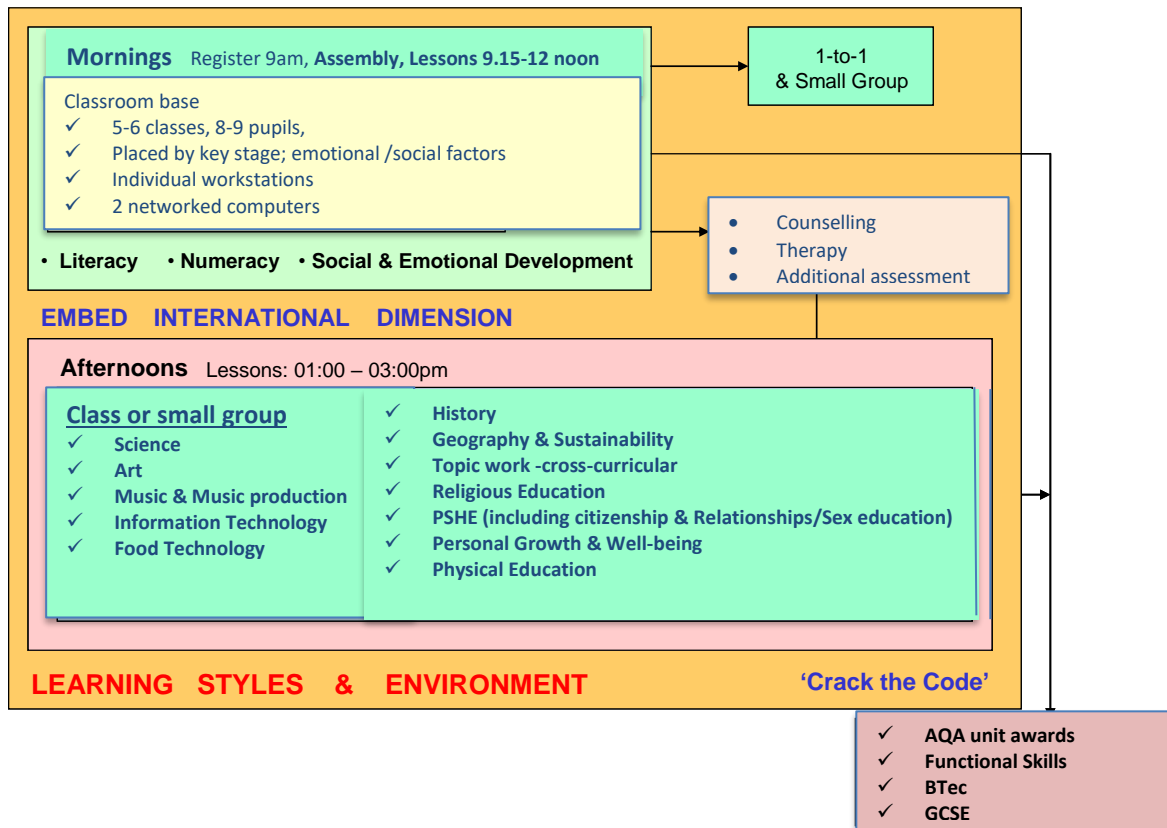 Mornings Register 9am, Assembly, Lessons 9.15-12 noon
1-to-1
& Small Group
Classroom base
✓ 5-6 classes, 8-9 pupils,
✓ Placed by key stage; emotional /social factors
✓ Individual workstations
✓ 2 networked computers
• Literacy • Numeracy • Social & Emotional Development
• Counselling
• Therapy
• Additional assessment
EMBED INTERNATIONAL DIMENSION
Afternoons Lessons: 01:00 – 03:00pm
Class or small group
✓ Science
✓ Art
✓ Music & Music production
✓ Information Technology
✓ Food Technology
✓ History
✓ Geography & Sustainability
✓ Topic work -cross-curricular
✓ Religious Education
✓ PSHE (including citizenship & Relationships/Sex education)
✓ Personal Growth & Well-being
✓ Physical Education
LEARNING STYLES & ENVIRONMENT
‘Crack the Code’
✓ AQA unit awards
✓ Functional Skills
✓ BTec
✓ GCSE